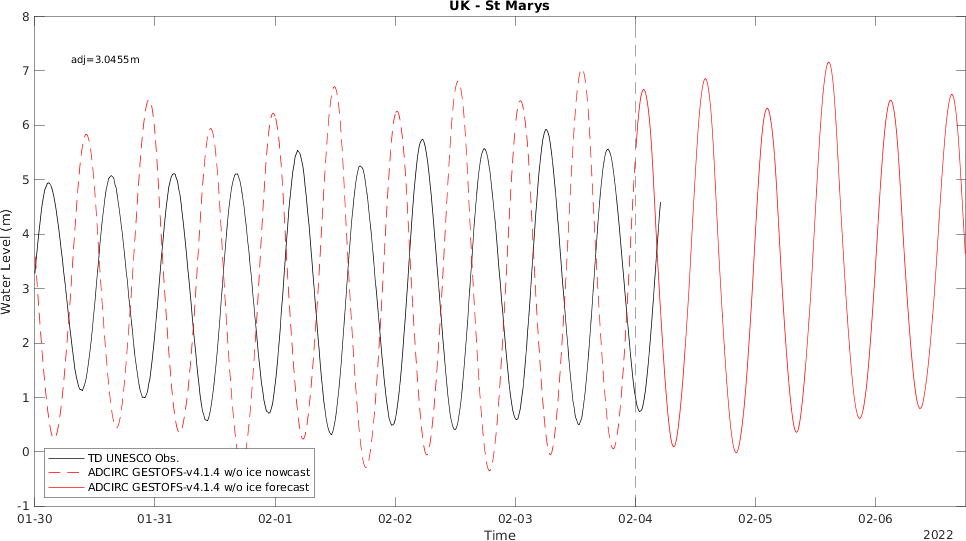 UK - St Marys
adj=3.0455m
8
7
6
5
4
3
2
1
0
-1
Water Level (m)
TD UNESCO Obs.
ADCIRC GESTOFS-v4.1.4 w/o ice nowcast
ADCIRC GESTOFS-v4.1.4 w/o ice forecast
01-30 01-31 02-01 02-02 02-03 02-04 02-05 02-06
Time
2022